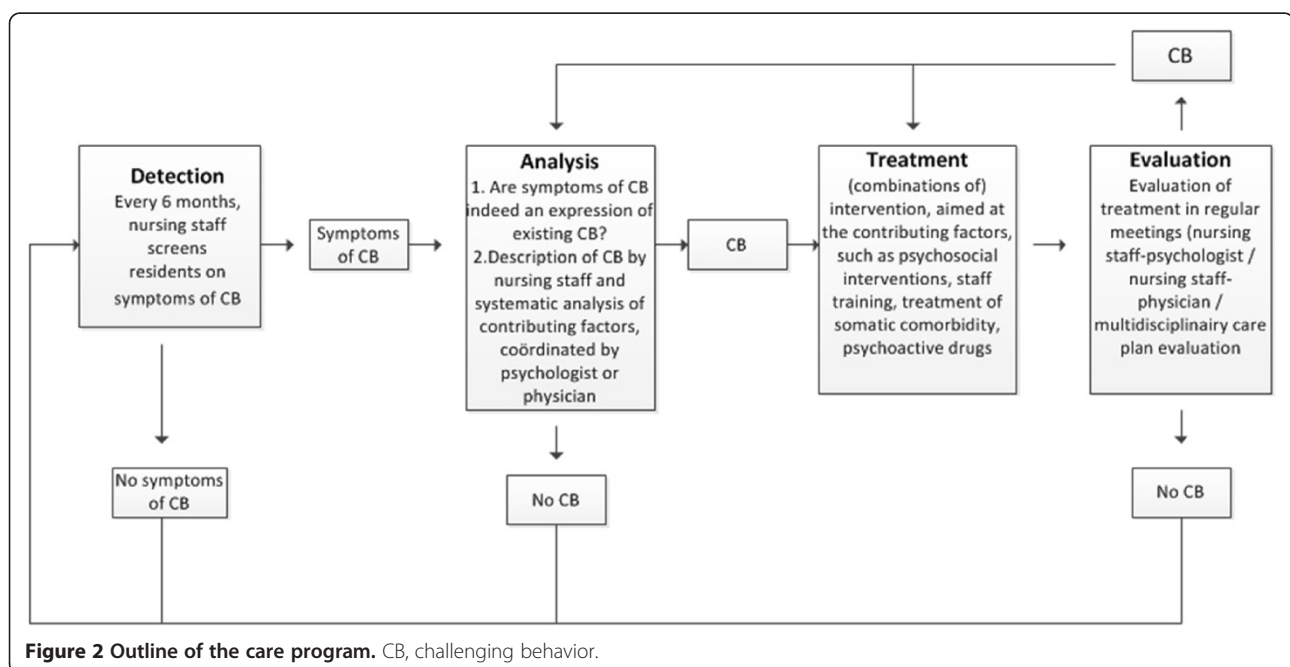 Detection
Every 6 months,
nursing staff
screens
residents on
symptoms of CB
No symptoms
of CB
Symptoms
of CB
Analysis
1. Are symptoms of CB
indeed an expression of
existing CB?
2.Description of CB by
nursing staff and
systematic analysis of
contributing factors,
coördinated by
psychologist or
physician
No CB
CB
Treatment
(combinations of)
intervention, aimed at
the contributing factors,
such as psychosocial
interventions, staff
training, treatment of
somatic comorbidity,
psychoactive drugs
CB
Evaluation
Evaluation of
treatment in regular
meetings (nursing
staff-psychologist /
nursing staff-
physician /
multidisciplinairy care
plan evaluation
No CB
Figure 2 Outline of the care program. CB, challenging behavior.